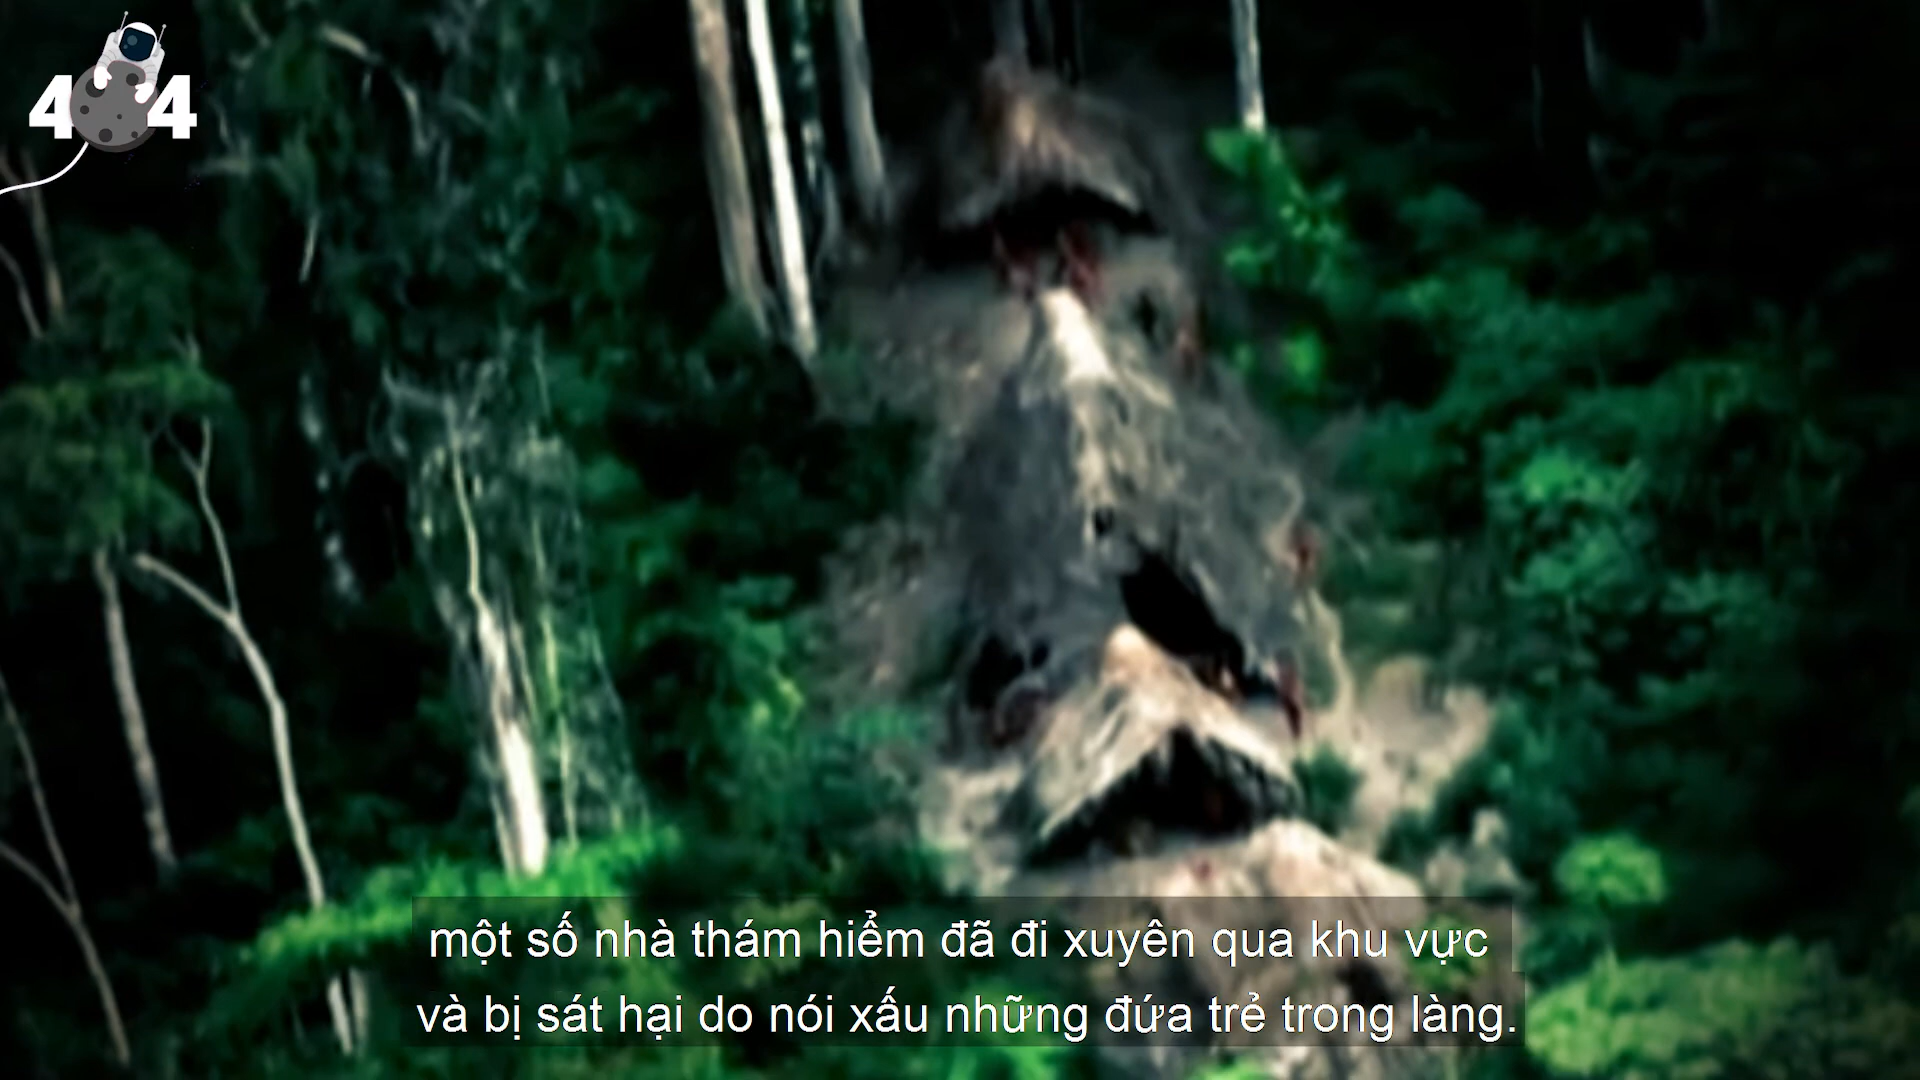 404
một số nhà thám hiểm đã đi xuyên qua khu vực
và bị sát hại do nói xấu những đứa trẻ trong làng.